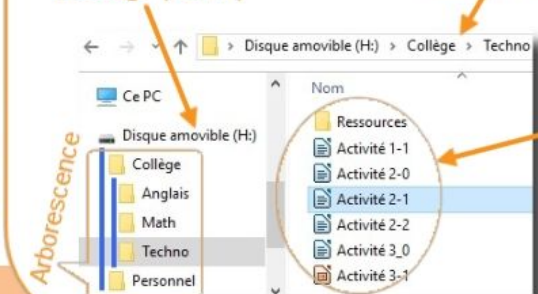 Disque amovible (H:) > Collège > Techno
Ce PC
Disque amovible (H:)
Collège
Anglais
Math
Techno
Personnel
Arborescence
Nom
Ressources
Activité 1-1
Activité 2-0
Activité 2-1
Activité 2-2
Activité 3_0
Activité 3-1